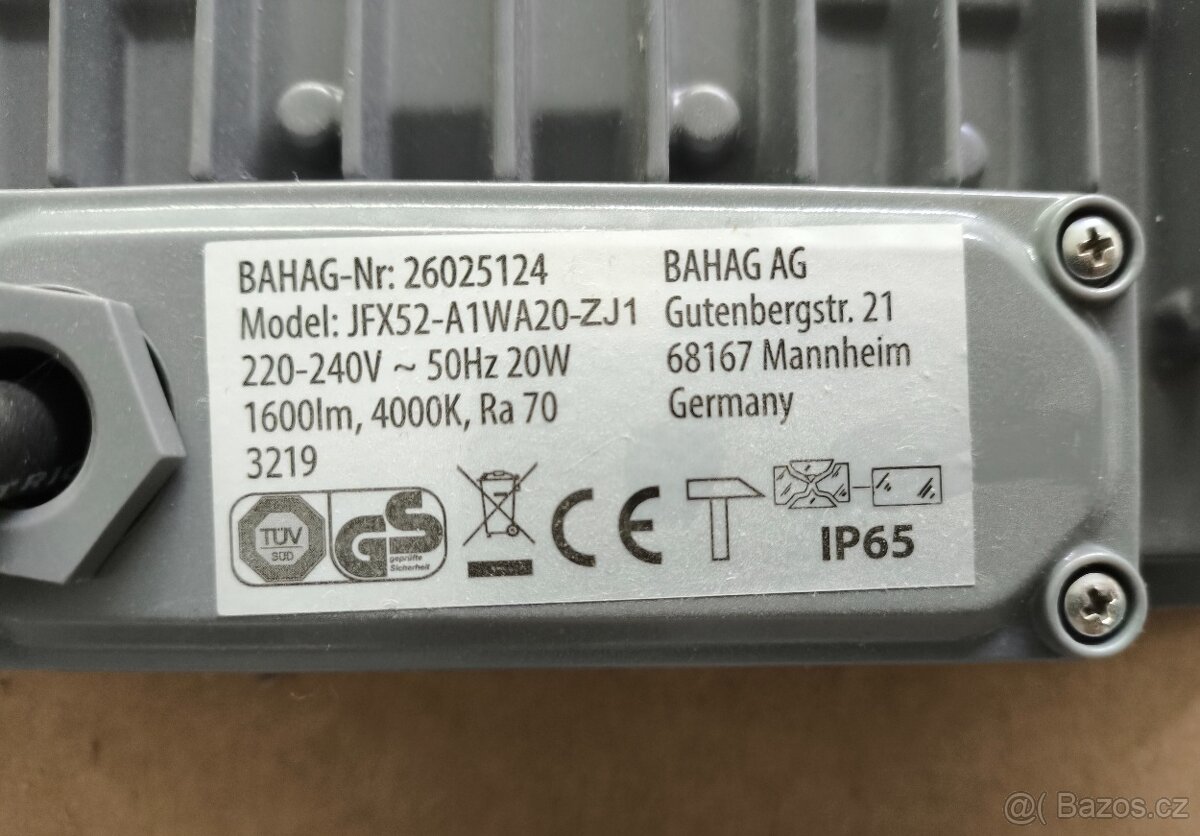 BAHAG-Nr: 26025124
Model: JFX52-A1WA20-ZJ1
220-240V ~ 50Hz 20W
1600lm, 4000K, Ra 70
3219
BAHAG AG
Gutenbergstr. 21
68167 Mannheim
Germany
TÜV
SÜD
GS
geprüfte
Sicherheit
CE
IP65
@( Bazos.cz